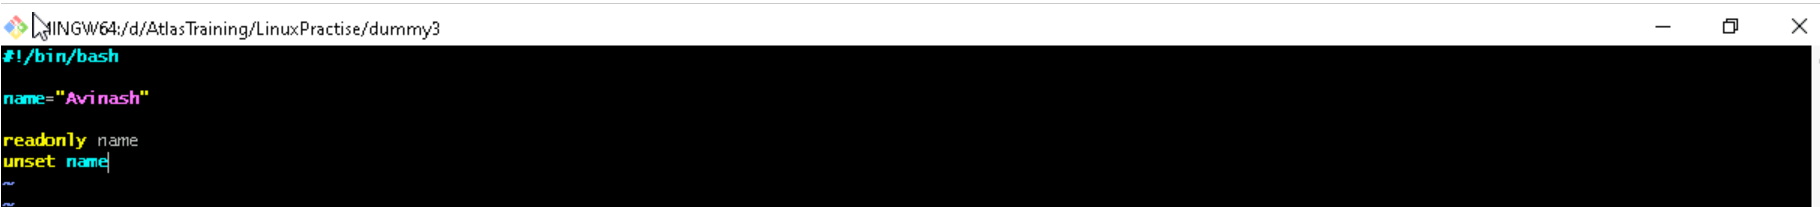 MINGW64:/d/AtlasTraining/LinuxPractise/dummy3
#!/bin/bash
name="Avinash"
readonly name
unset name
~
~